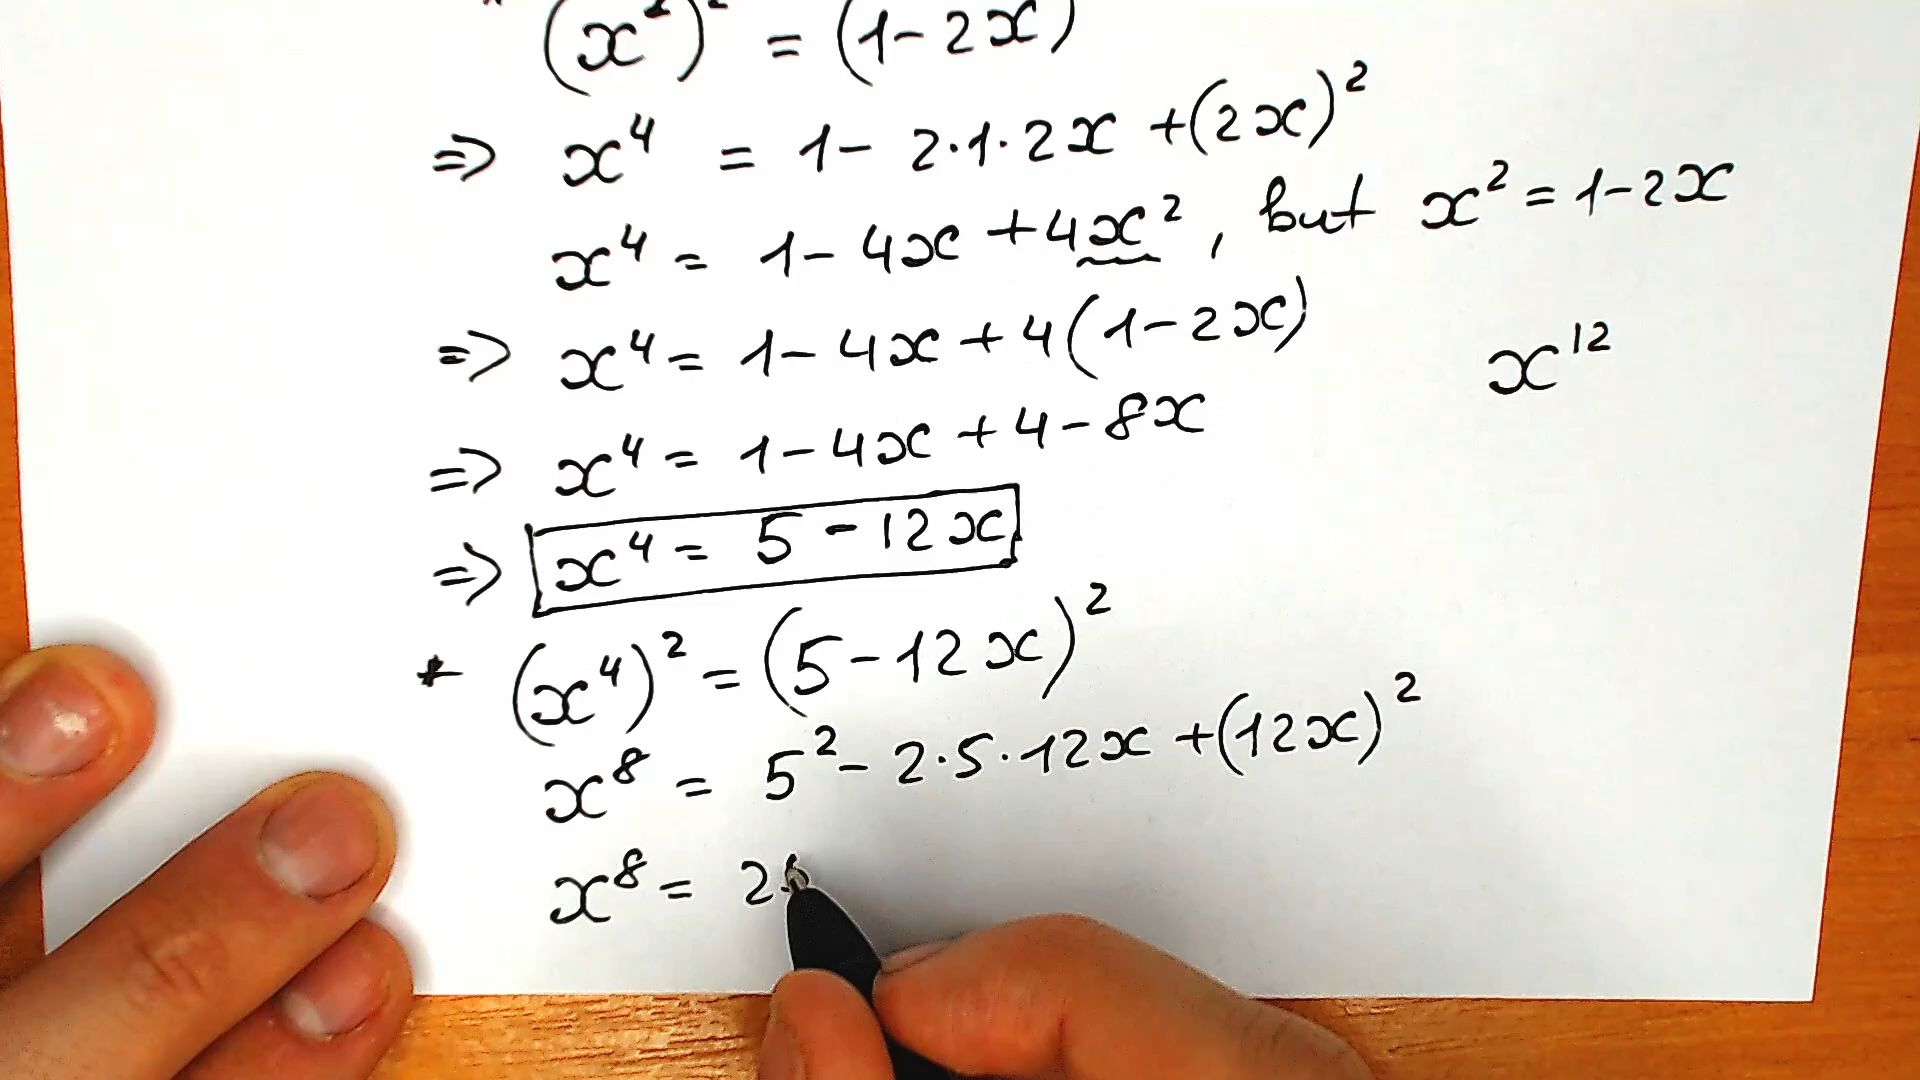 (x²)² = (1-2x)
=> x⁴ = 1- 2·1·2x +(2x)²
x⁴ = 1- 4x +4x², but x² = 1-2x
=> x⁴ = 1- 4x + 4(1-2x)
x¹²
=> x⁴ = 1-4x + 4-8x
=> x⁴ = 5 - 12x
* (x⁴)² = (5-12x)²
x⁸ = 5² - 2·5·12x +(12x)²
x⁸ = 25